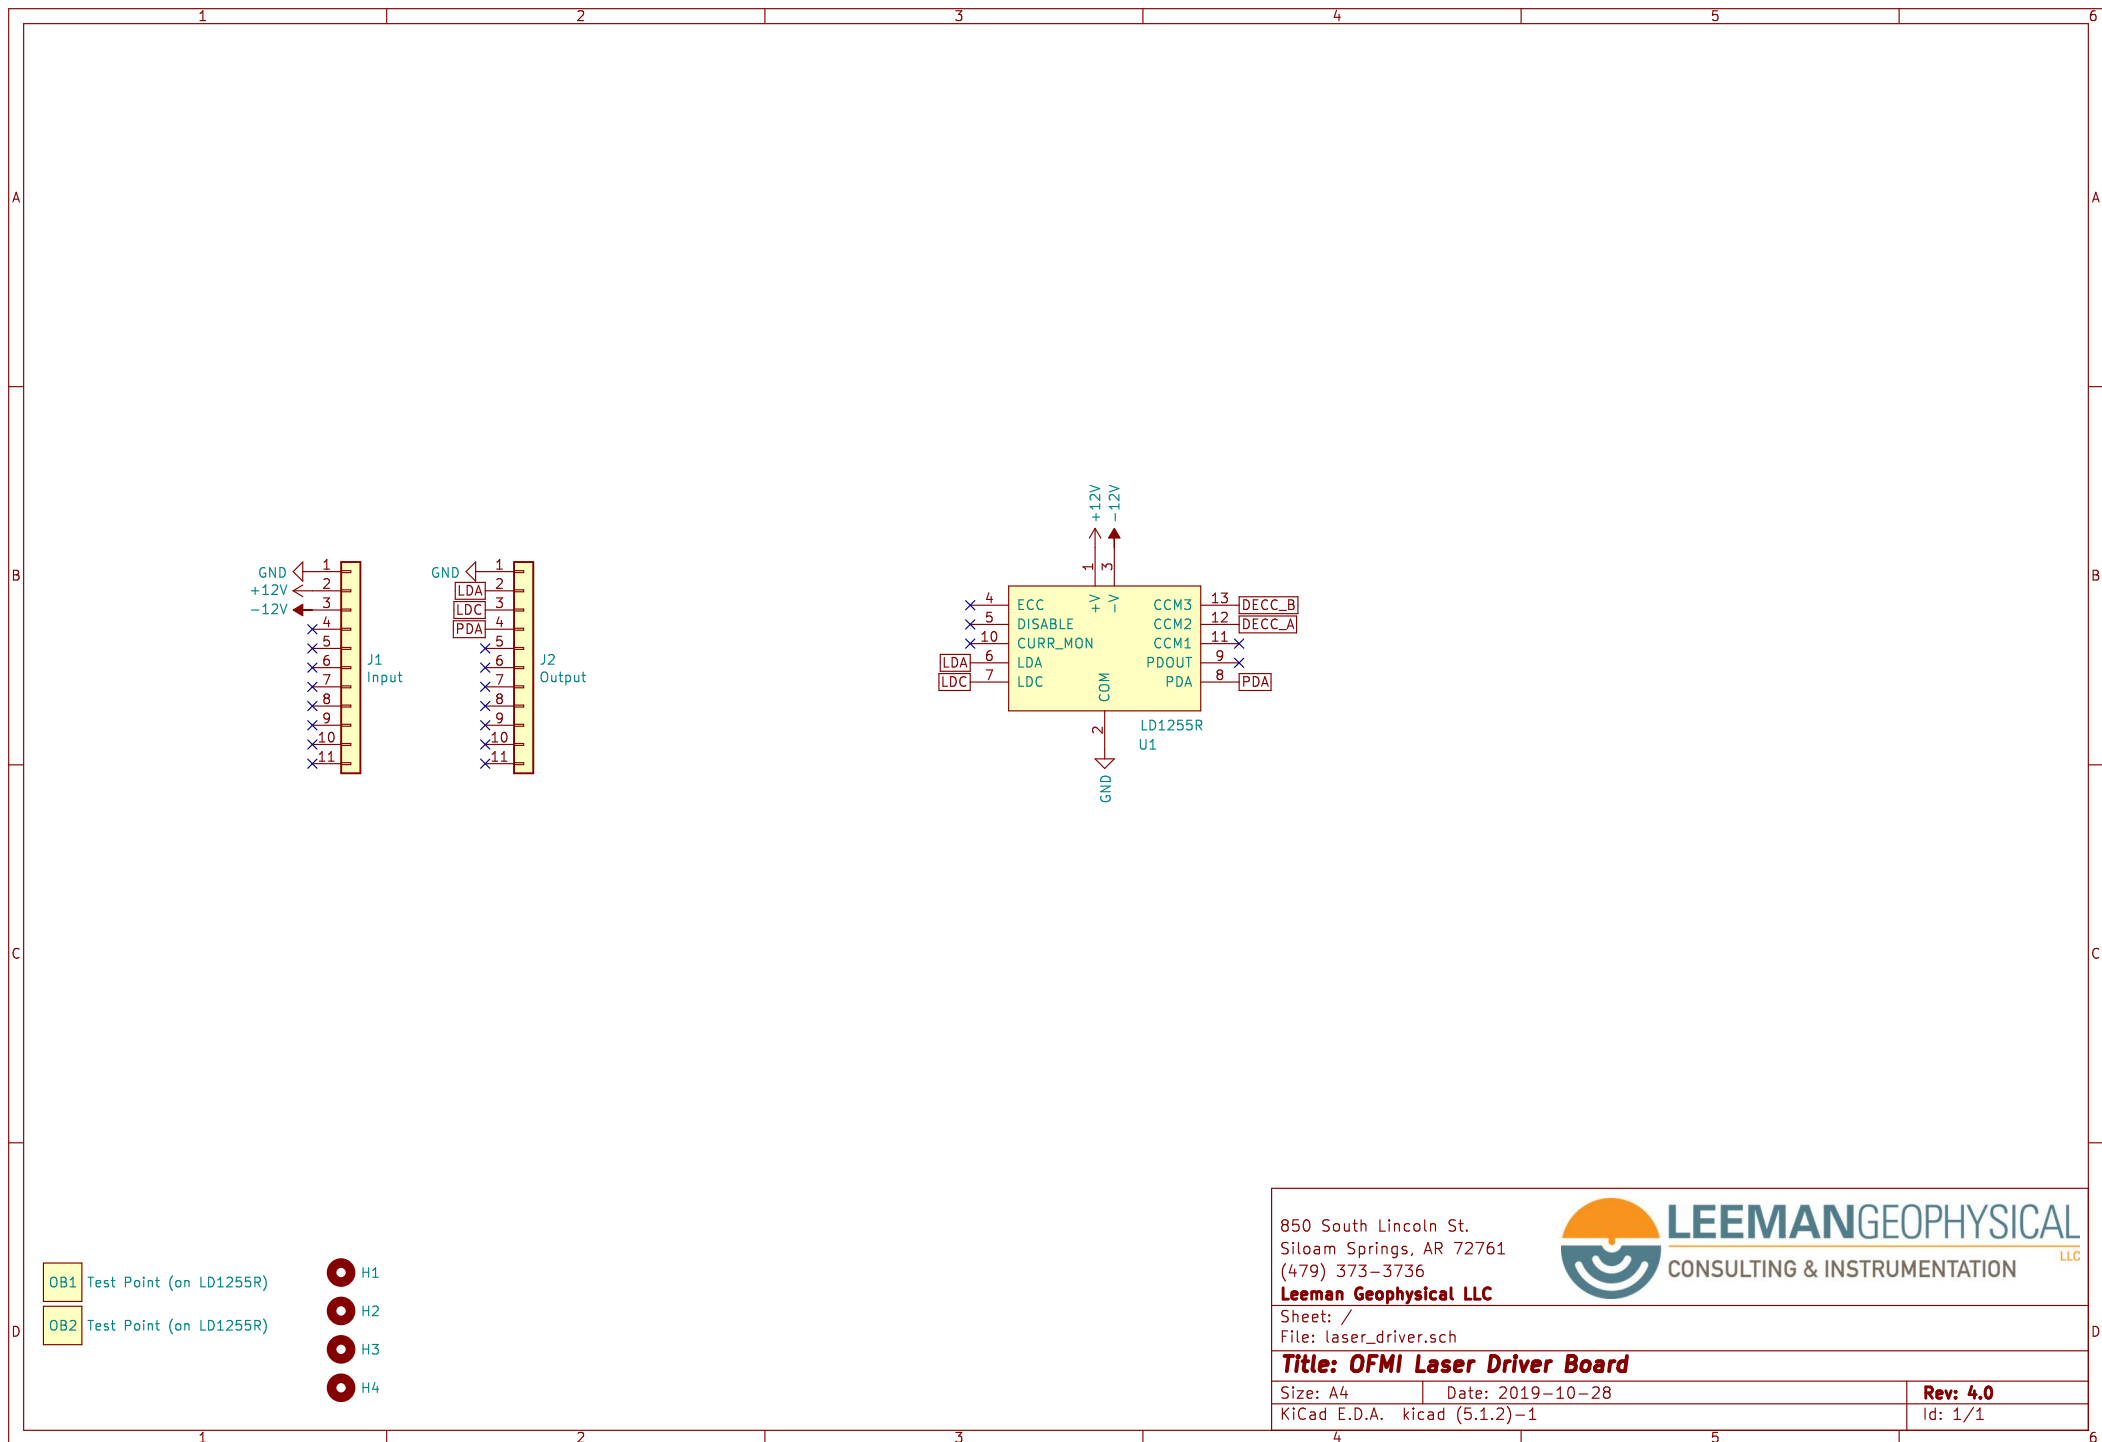 1 2 3 4 5 6
A A
B B
C C
D D
1 2 3 4 5 6
GND 1
+12V 2
-12V 3
4
5
6
7
8
9
10
11
J1
Input
GND 1
LDA 2
LDC 3
PDA 4
5
6
7
8
9
10
11
J2
Output
+12V
-12V
1
3
+V
-V
4 ECC
5 DISABLE
10 CURR_MON
6 LDA
LDA
7 LDC
LDC
CCM3 13 DECC_B
CCM2 12 DECC_A
CCM1 11
PDOUT 9
PDA 8 PDA
COM
2
GND
LD1255R
U1
OB1 Test Point (on LD1255R)
OB2 Test Point (on LD1255R)
H1
H2
H3
H4
850 South Lincoln St.
Siloam Springs, AR 72761
(479) 373-3736
Leeman Geophysical LLC
LEEMANGEOPHYSICAL
LLC
CONSULTING & INSTRUMENTATION
Sheet: /
File: laser_driver.sch
Title: OFMI Laser Driver Board
Size: A4 Date: 2019-10-28 Rev: 4.0
KiCad E.D.A. kicad (5.1.2)-1 Id: 1/1